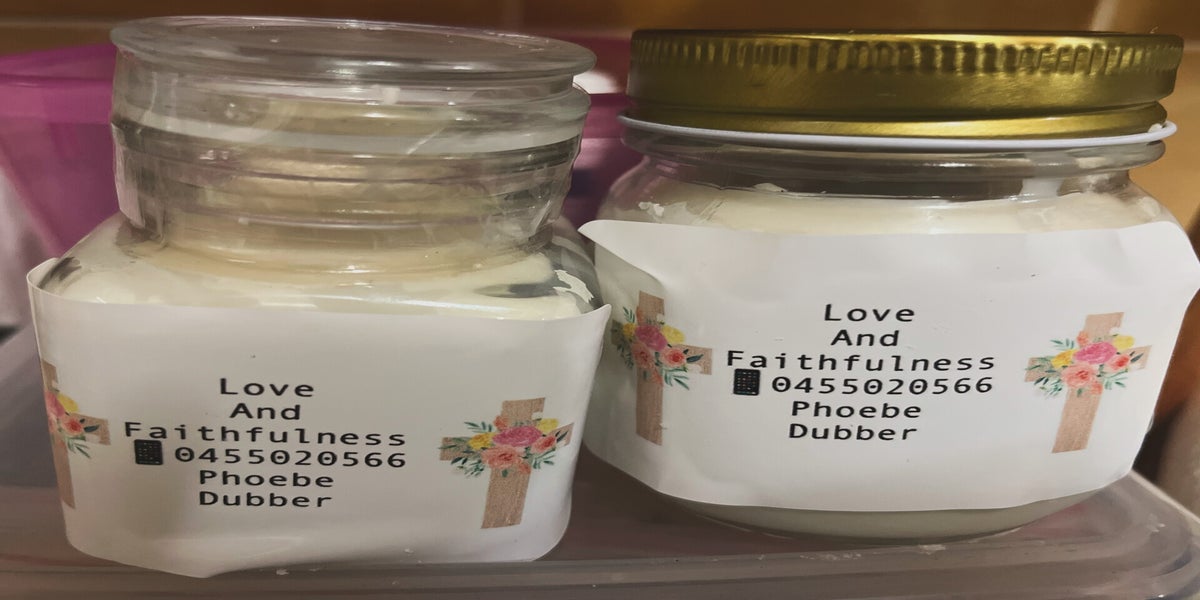 Love
And
Faithfulness
0455020566
Phoebe
Dubber
Love
And
Faithfulness
0455020566
Phoebe
Dubber